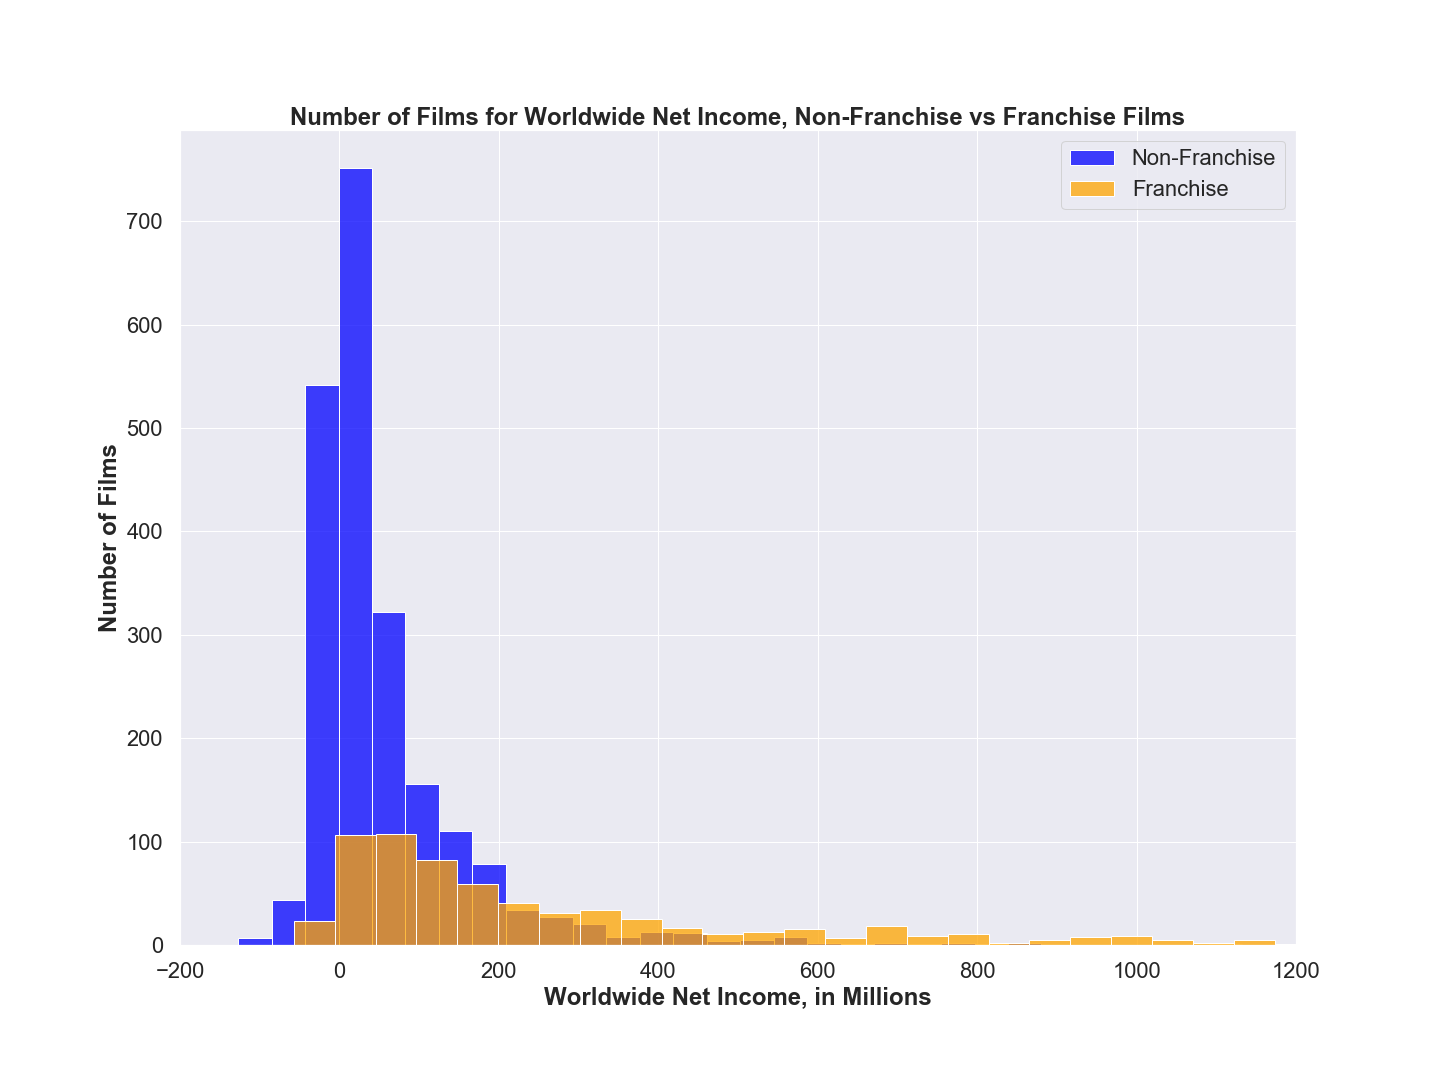 Number of Films for Worldwide Net Income, Non-Franchise vs Franchise Films
Non-Franchise
Franchise
700
600
500
400
300
200
100
0
Number of Films
−200 0 200 400 600 800 1000 1200
Worldwide Net Income, in Millions